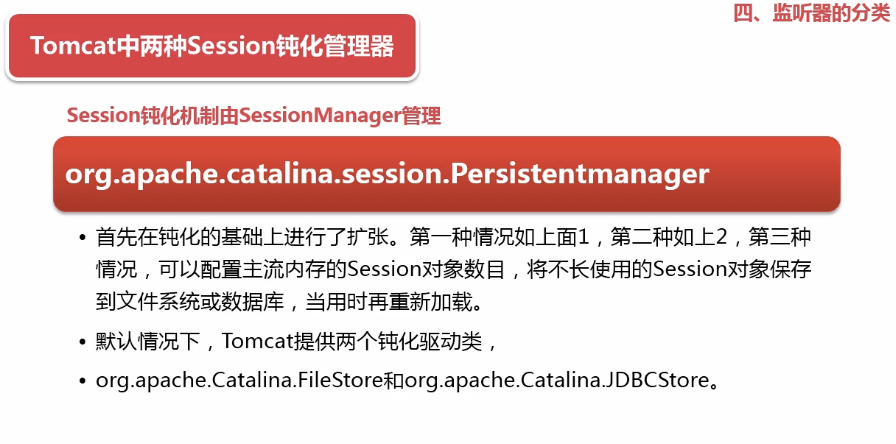 四、监听器的分类
Tomcat中两种Session钝化管理器
Session钝化机制由SessionManager管理
org.apache.catalina.session.Persistentmanager
• 首先在钝化的基础上进行了扩张。第一种情况如上面1，第二种如上2，第三种
情况，可以配置主流内存的Session对象数目，将不长使用的Session对象保存
到文件系统或数据库，当用时再重新加载。
• 默认情况下，Tomcat提供两个钝化驱动类，
• org.apache.Catalina.FileStore和org.apache.Catalina.JDBCStore。